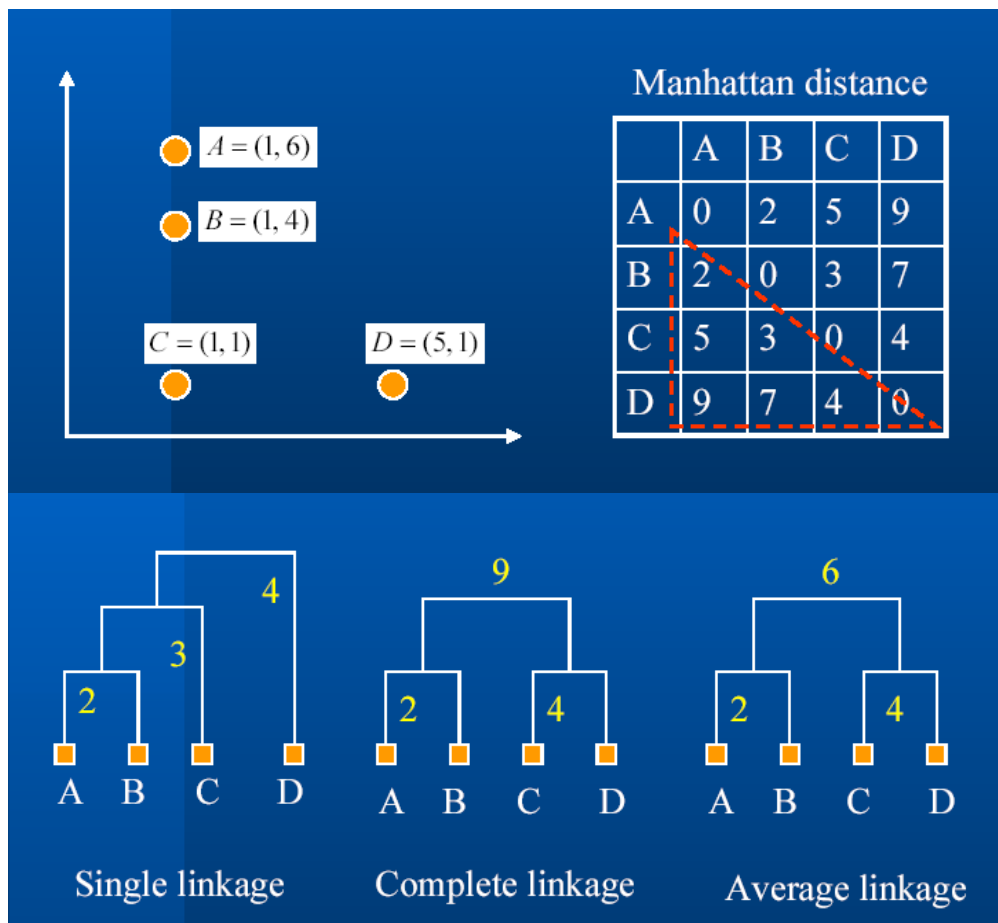 Manhattan distance
A = (1, 6)
B = (1, 4)
C = (1, 1)
D = (5, 1)
A B C D
A 0 2 5 9
B 2 0 3 7
C 5 3 0 4
D 9 7 4 0
4
3
2
A B C D
Single linkage
9
2 4
A B C D
Complete linkage
6
2 4
A B C D
Average linkage